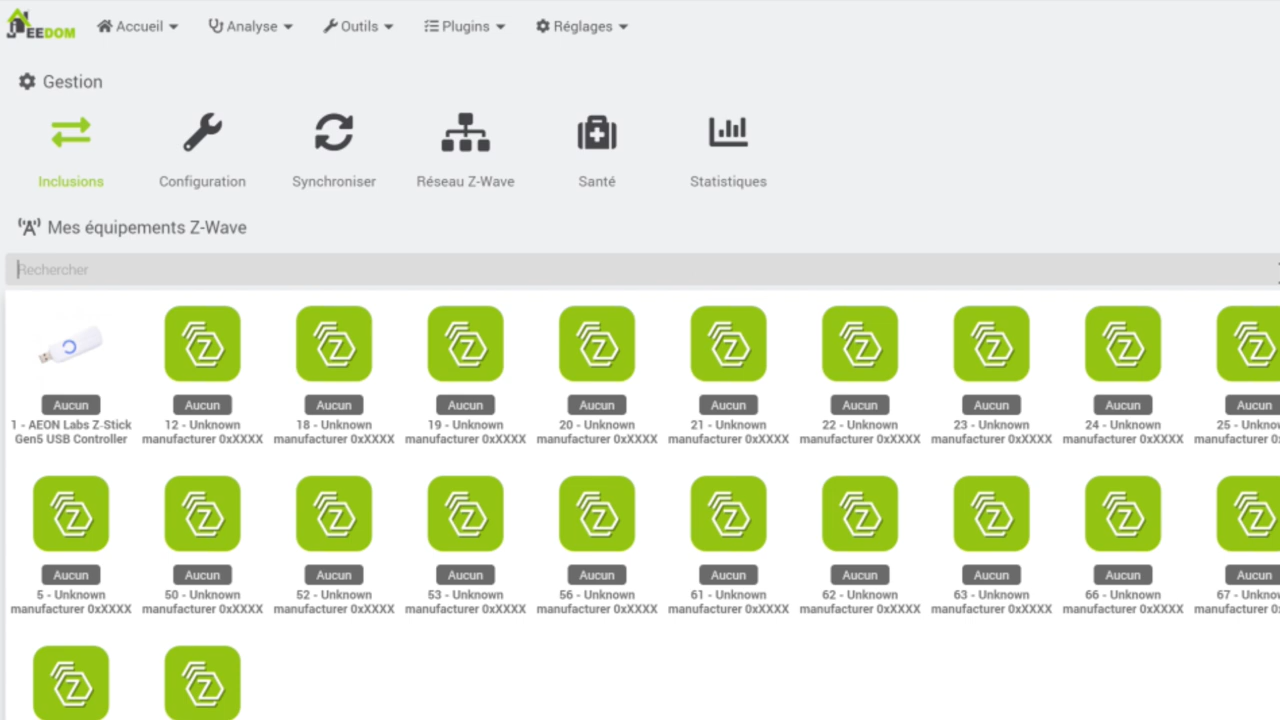 JEEDOM Accueil Analyse Outils Plugins Réglages
Gestion
Inclusions Configuration Synchroniser Réseau Z-Wave Santé Statistiques
Mes équipements Z-Wave
Rechercher
Aucun Aucun Aucun Aucun Aucun Aucun Aucun Aucun Aucun Aucun
1 - AEON Labs Z-Stick 12 - Unknown 18 - Unknown 19 - Unknown 20 - Unknown 21 - Unknown 22 - Unknown 23 - Unknown 24 - Unknown 25 -
Gen5 USB Controller manufacturer 0xXXXX manufacturer 0xXXXX manufacturer 0xXXXX manufacturer 0xXXXX manufacturer 0xXXXX manufacturer 0xXXXX manufacturer 0xXXXX manufacturer 0xXXXX manufacturer
Aucun Aucun Aucun Aucun Aucun Aucun Aucun Aucun Aucun Aucun
5 - Unknown 50 - Unknown 52 - Unknown 53 - Unknown 56 - Unknown 61 - Unknown 62 - Unknown 63 - Unknown 66 - Unknown 67 -
manufacturer 0xXXXX manufacturer 0xXXXX manufacturer 0xXXXX manufacturer 0xXXXX manufacturer 0xXXXX manufacturer 0xXXXX manufacturer 0xXXXX manufacturer 0xXXXX manufacturer 0xXXXX manufacturer